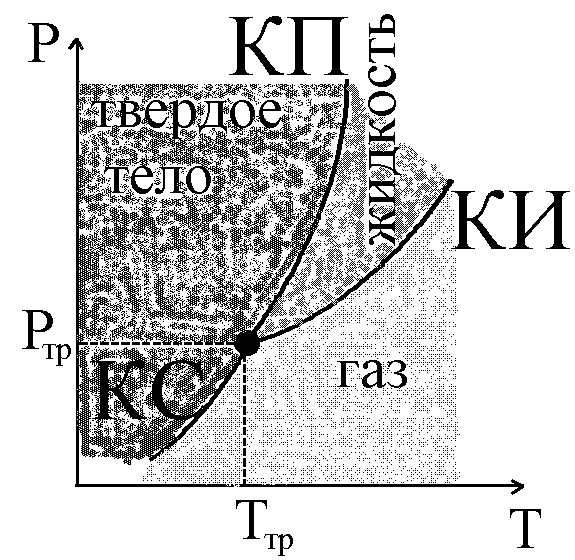 P
КП
жидкость
твердое
тело
КИ
Pтр
КС
газ
Tтр
T